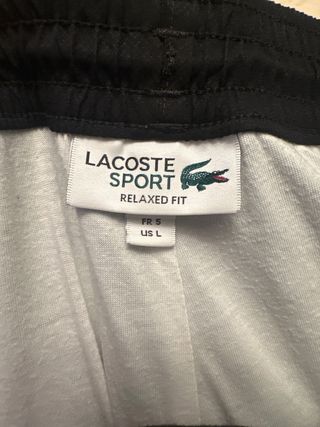 LACOSTE
SPORT
RELAXED FIT
FR 5
US L